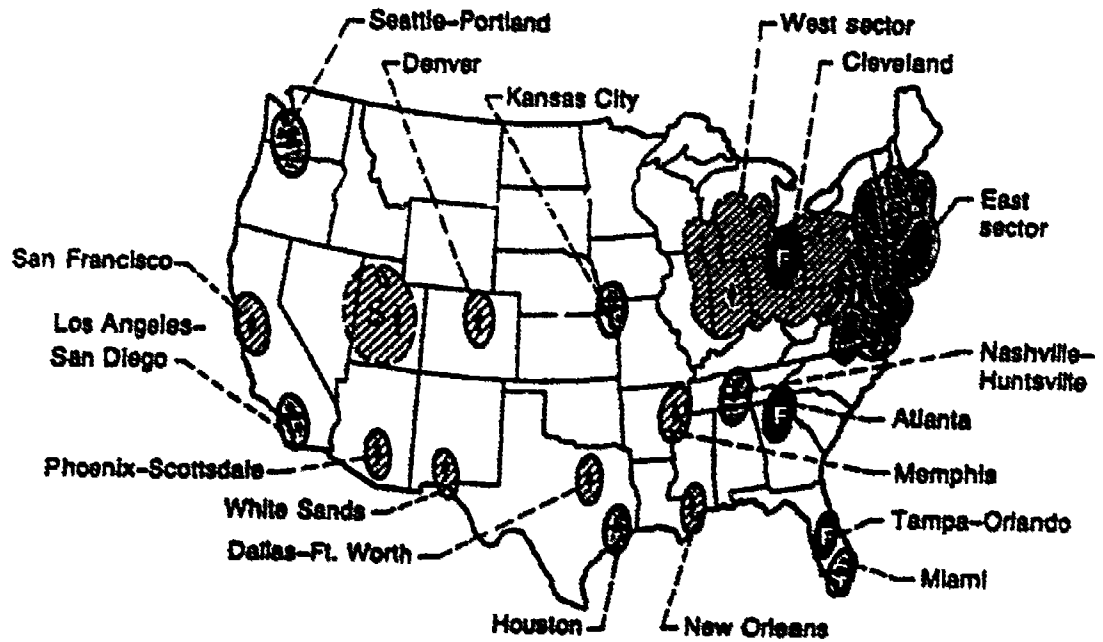 Seattle-Portland
West sector
Denver
Cleveland
Kansas City
East
sector
San Francisco
Los Angeles-
San Diego
Nashville-
Huntsville
Atlanta
Phoenix-Scottsdale
Memphis
White Sands
Tampa-Orlando
Dallas-Ft. Worth
Miami
Houston
New Orleans
F
F